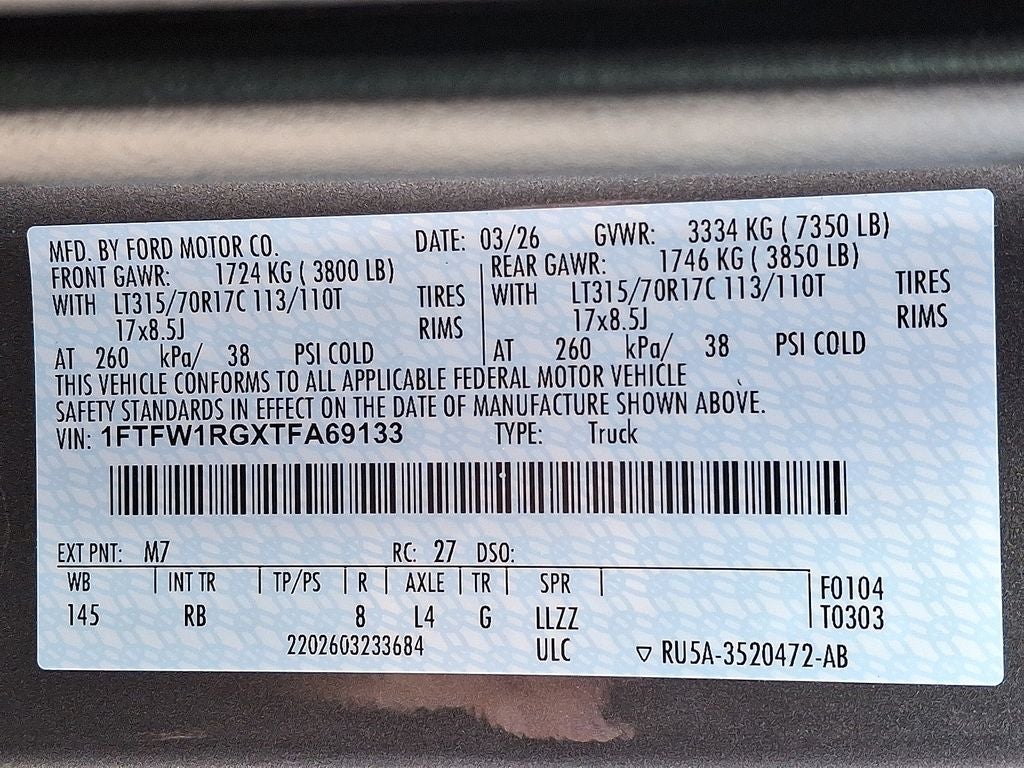 MFD. BY FORD MOTOR CO. DATE: 03/26 GVWR: 3334 KG ( 7350 LB)
FRONT GAWR: 1724 KG ( 3800 LB) REAR GAWR: 1746 KG ( 3850 LB)
WITH LT315/70R17C 113/110T TIRES WITH LT315/70R17C 113/110T TIRES
17x8.5J RIMS 17x8.5J RIMS
AT 260 kPa/ 38 PSI COLD AT 260 kPa/ 38 PSI COLD
THIS VEHICLE CONFORMS TO ALL APPLICABLE FEDERAL MOTOR VEHICLE
SAFETY STANDARDS IN EFFECT ON THE DATE OF MANUFACTURE SHOWN ABOVE.
VIN: 1FTFW1RGXTFA69133 TYPE: Truck
EXT PNT: M7 RC: 27 DSO:
WB INT TR TP/PS R AXLE TR SPR F0104
145 RB 8 L4 G LLZZ T0303
2202603233684 ULC ▽ RU5A-3520472-AB